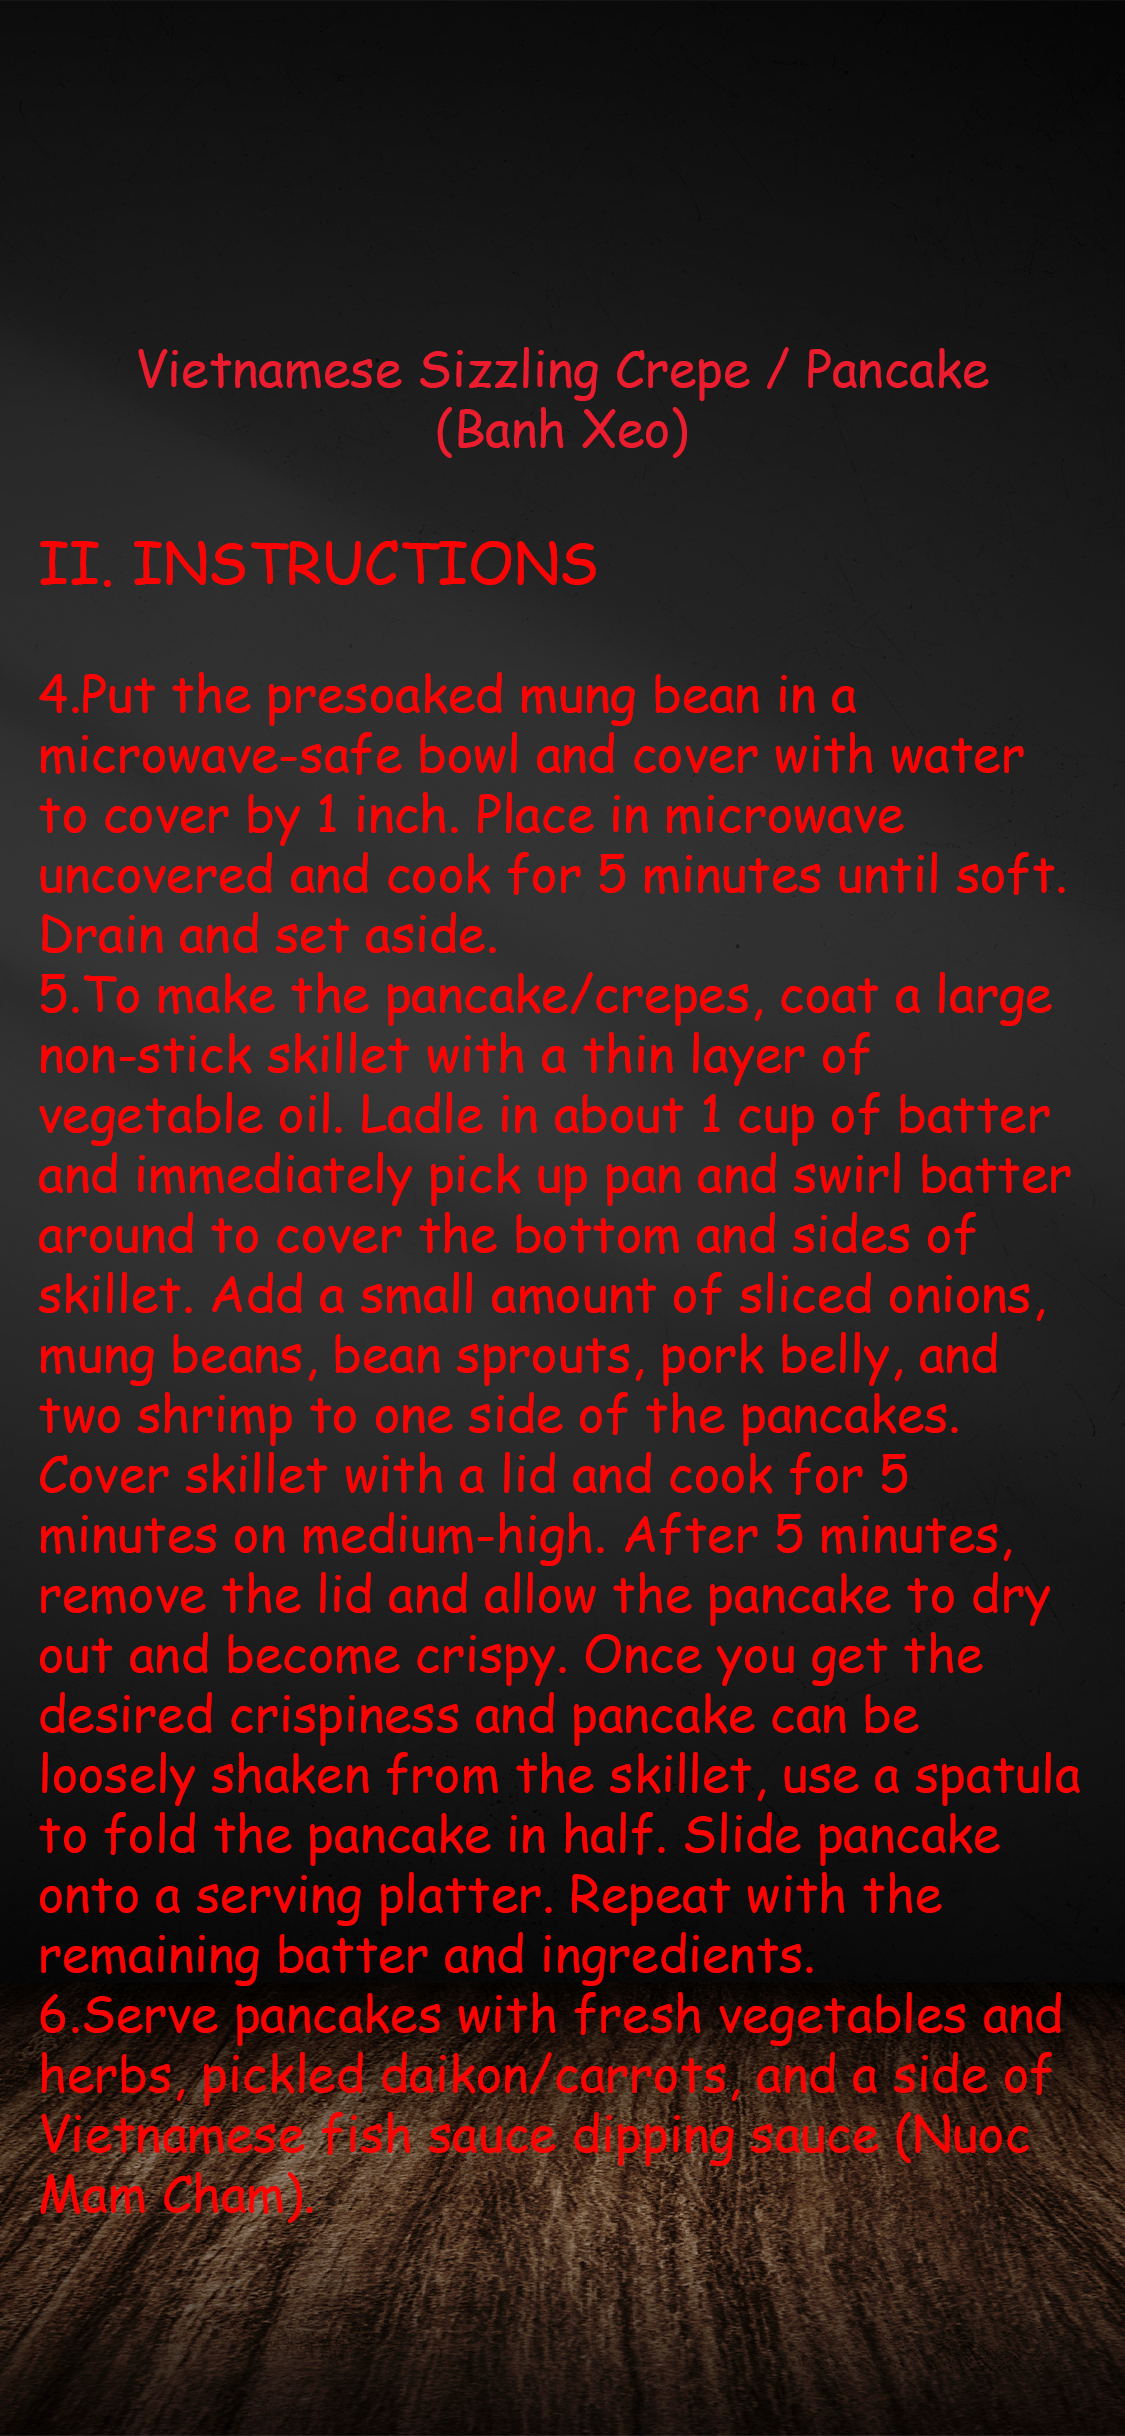 Vietnamese Sizzling Crepe / Pancake
(Banh Xeo)
II. INSTRUCTIONS
4.Put the presoaked mung bean in a
microwave-safe bowl and cover with water
to cover by 1 inch. Place in microwave
uncovered and cook for 5 minutes until soft.
Drain and set aside.
5.To make the pancake/crepes, coat a large
non-stick skillet with a thin layer of
vegetable oil. Ladle in about 1 cup of batter
and immediately pick up pan and swirl batter
around to cover the bottom and sides of
skillet. Add a small amount of sliced onions,
mung beans, bean sprouts, pork belly, and
two shrimp to one side of the pancakes.
Cover skillet with a lid and cook for 5
minutes on medium-high. After 5 minutes,
remove the lid and allow the pancake to dry
out and become crispy. Once you get the
desired crispiness and pancake can be
loosely shaken from the skillet, use a spatula
to fold the pancake in half. Slide pancake
onto a serving platter. Repeat with the
remaining batter and ingredients.
6.Serve pancakes with fresh vegetables and
herbs, pickled daikon/carrots, and a side of
Vietnamese fish sauce dipping sauce (Nuoc
Mam Cham).